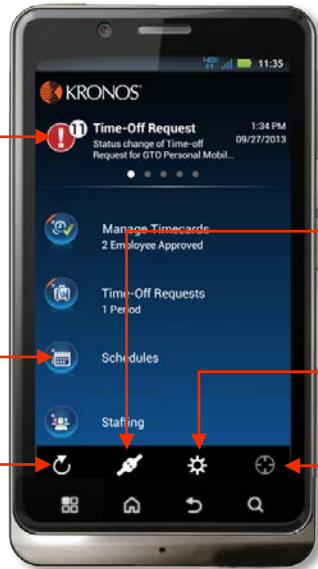 11:35
KRONOS
11
Time-Off Request
1:34 PM
Status change of Time-off
09/27/2013
Request for GTO Personal Mobil...
Manage Timecards
2 Employee Approved
Time-Off Requests
1 Period
Schedules
Staffing